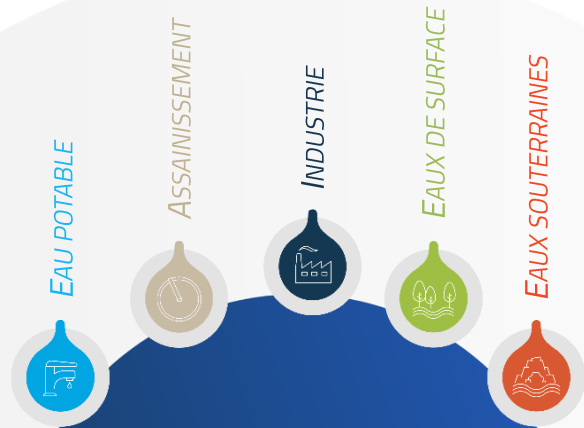 EAU POTABLE
ASSAINISSEMENT
INDUSTRIE
EAUX DE SURFACE
EAUX SOUTERRAINES